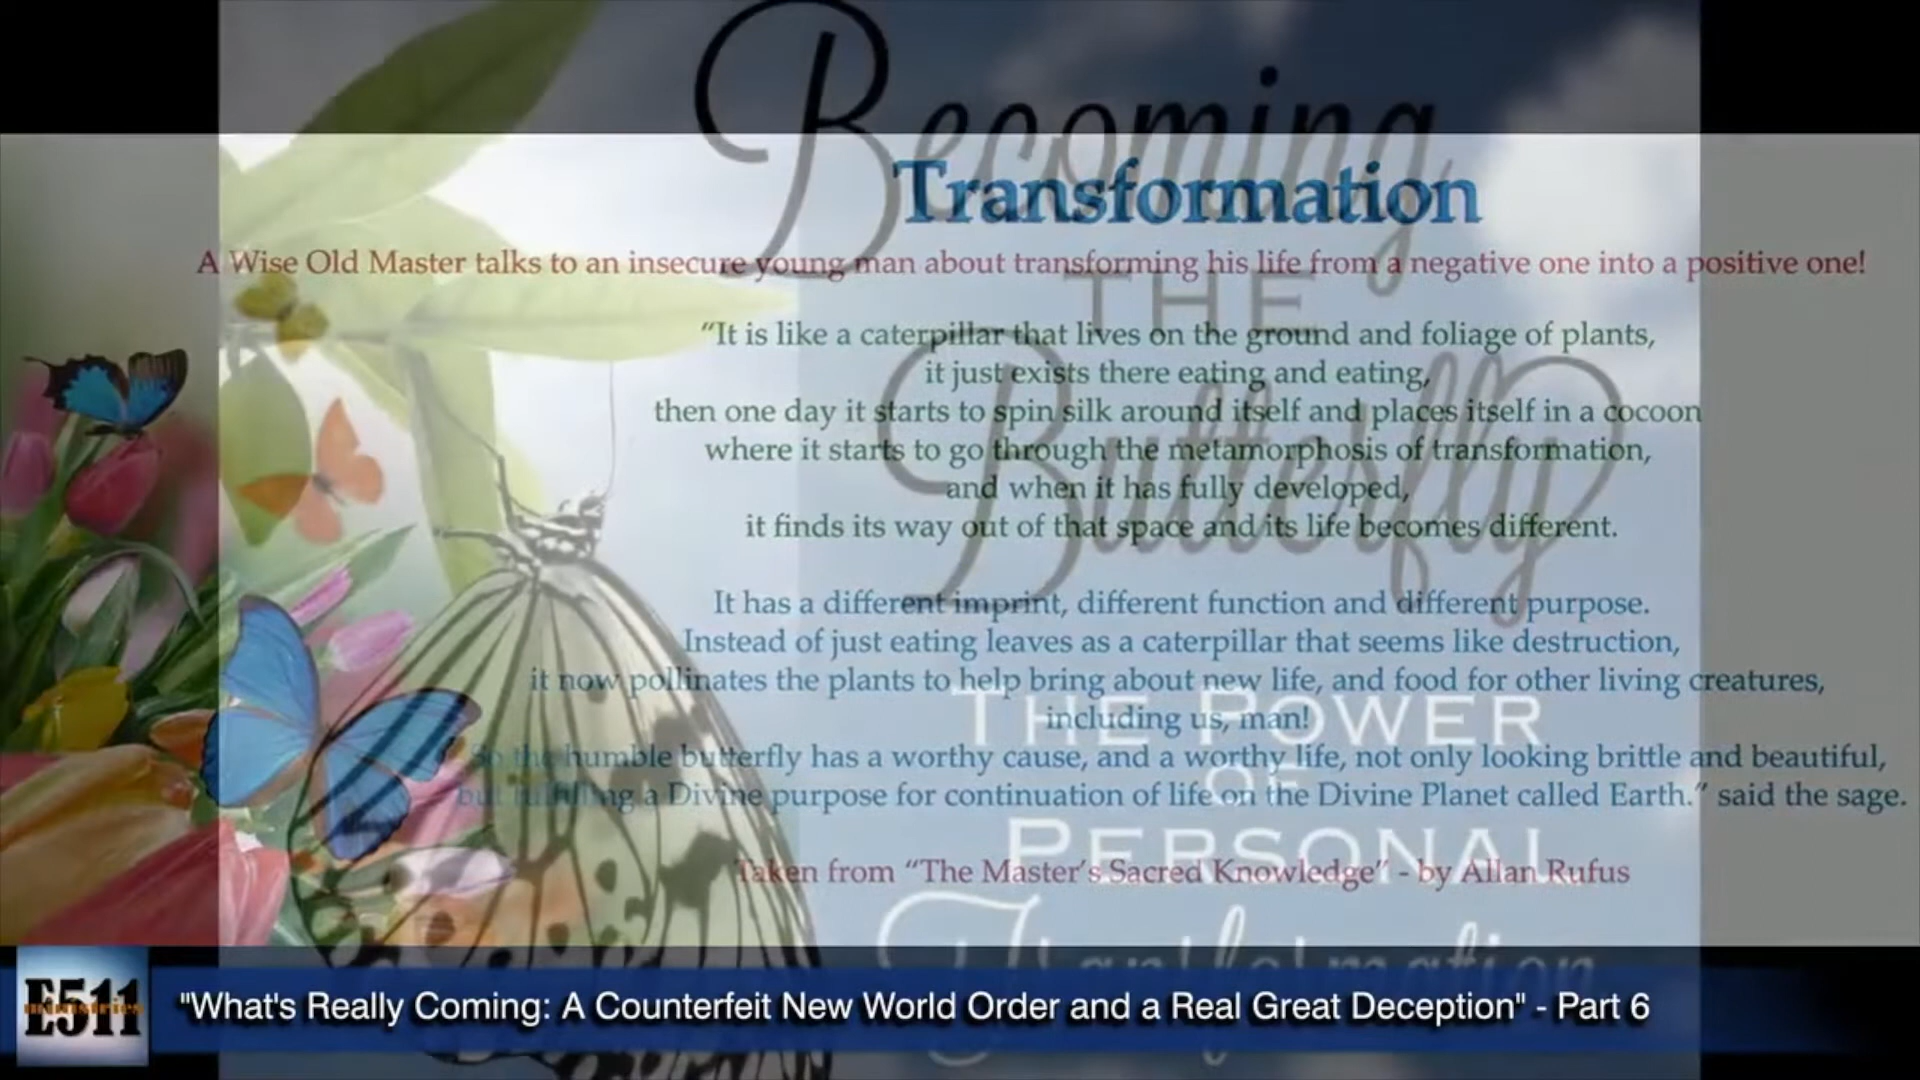 Becoming
Transformation
A Wise Old Master talks to an insecure young man about transforming his life from a negative one into a positive one!
THE
"It is like a caterpillar that lives on the ground and foliage of plants,
it just exists there eating and eating,
then one day it starts to spin silk around itself and places itself in a cocoon
Butterfly
where it starts to go through the metamorphosis of transformation,
and when it has fully developed,
it finds its way out of that space and its life becomes different.
It has a different imprint, different function and different purpose.
Instead of just eating leaves as a caterpillar that seems like destruction,
it now pollinates the plants to help bring about new life, and food for other living creatures,
THE POWER
including us, man!
So the humble butterfly has a worthy cause, and a worthy life, not only looking brittle and beautiful,
OF
but fulfilling a Divine purpose for continuation of life on the Divine Planet called Earth." said the sage.
PERSONAL
Taken from "The Master's Sacred Knowledge" - by Allan Rufus
Transformation
E511
"What's Really Coming: A Counterfeit New World Order and a Real Great Deception" - Part 6